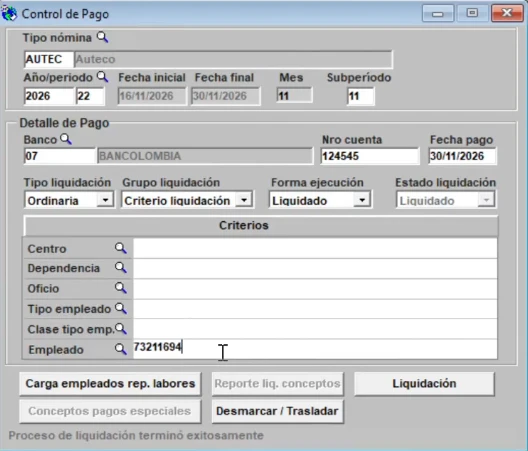 Control de Pago
Tipo nómina
AUTEC Auteco
Año/periodo Fecha inicial Fecha final Mes Subperíodo
2026 22 16/11/2026 30/11/2026 11 11
Detalle de Pago
Banco Nro cuenta Fecha pago
07 BANCOLOMBIA 124545 30/11/2026
Tipo liquidación Grupo liquidación Forma ejecución Estado liquidación
Ordinaria Criterio liquidación Liquidado Liquidado
Criterios
Centro
Dependencia
Oficio
Tipo empleado
Clase tipo emp.
Empleado 73211694
Carga empleados rep. labores Reporte liq. conceptos Liquidación
Conceptos pagos especiales Desmarcar / Trasladar
Proceso de liquidación terminó exitosamente